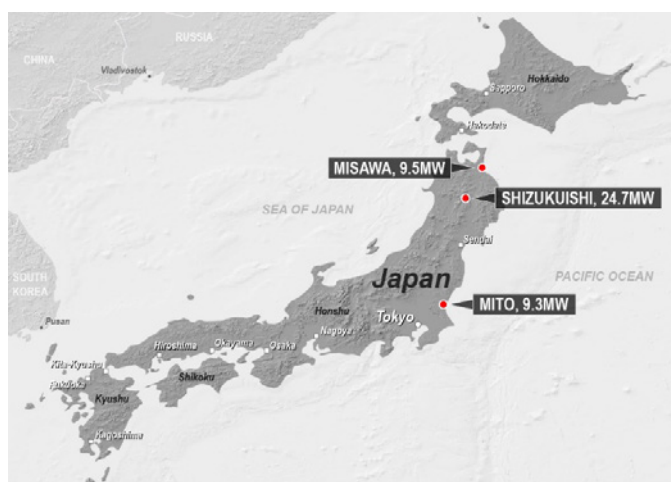 RUSSIA
CHINA
Vladivostok
Hokkaido
Sapporo
Hakodate
MISAWA, 9.5MW
SHIZUKUISHI, 24.7MW
SEA OF JAPAN
Sendai
SOUTH
KOREA
Japan
PACIFIC OCEAN
Honshu
MITO, 9.3MW
Tokyo
Pusan
Nagoya
Hiroshima
Okayama
Osaka
Kita-Kyushu
Shikoku
Fukuoka
Kyushu
Kagoshima